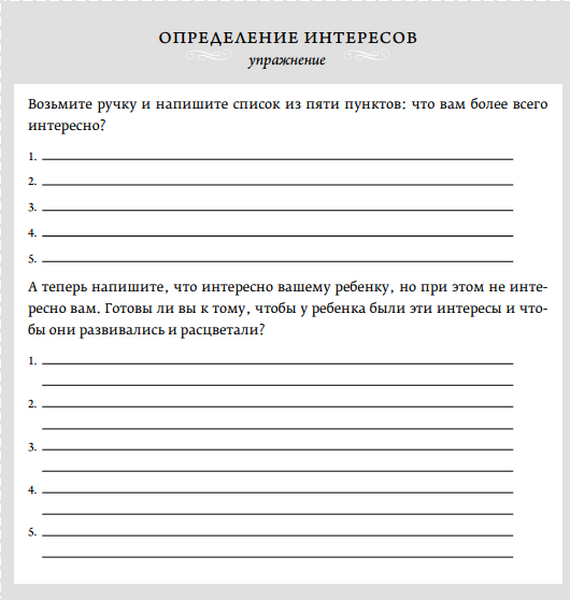 ОПРЕДЕЛЕНИЕ ИНТЕРЕСОВ
упражнение
Возьмите ручку и напишите список из пяти пунктов: что вам более всего
интересно?
1.
2.
3.
4.
5.
А теперь напишите, что интересно вашему ребенку, но при этом не инте-
ресно вам. Готовы ли вы к тому, чтобы у ребенка были эти интересы и что-
бы они развивались и расцветали?
1.
2.
3.
4.
5.